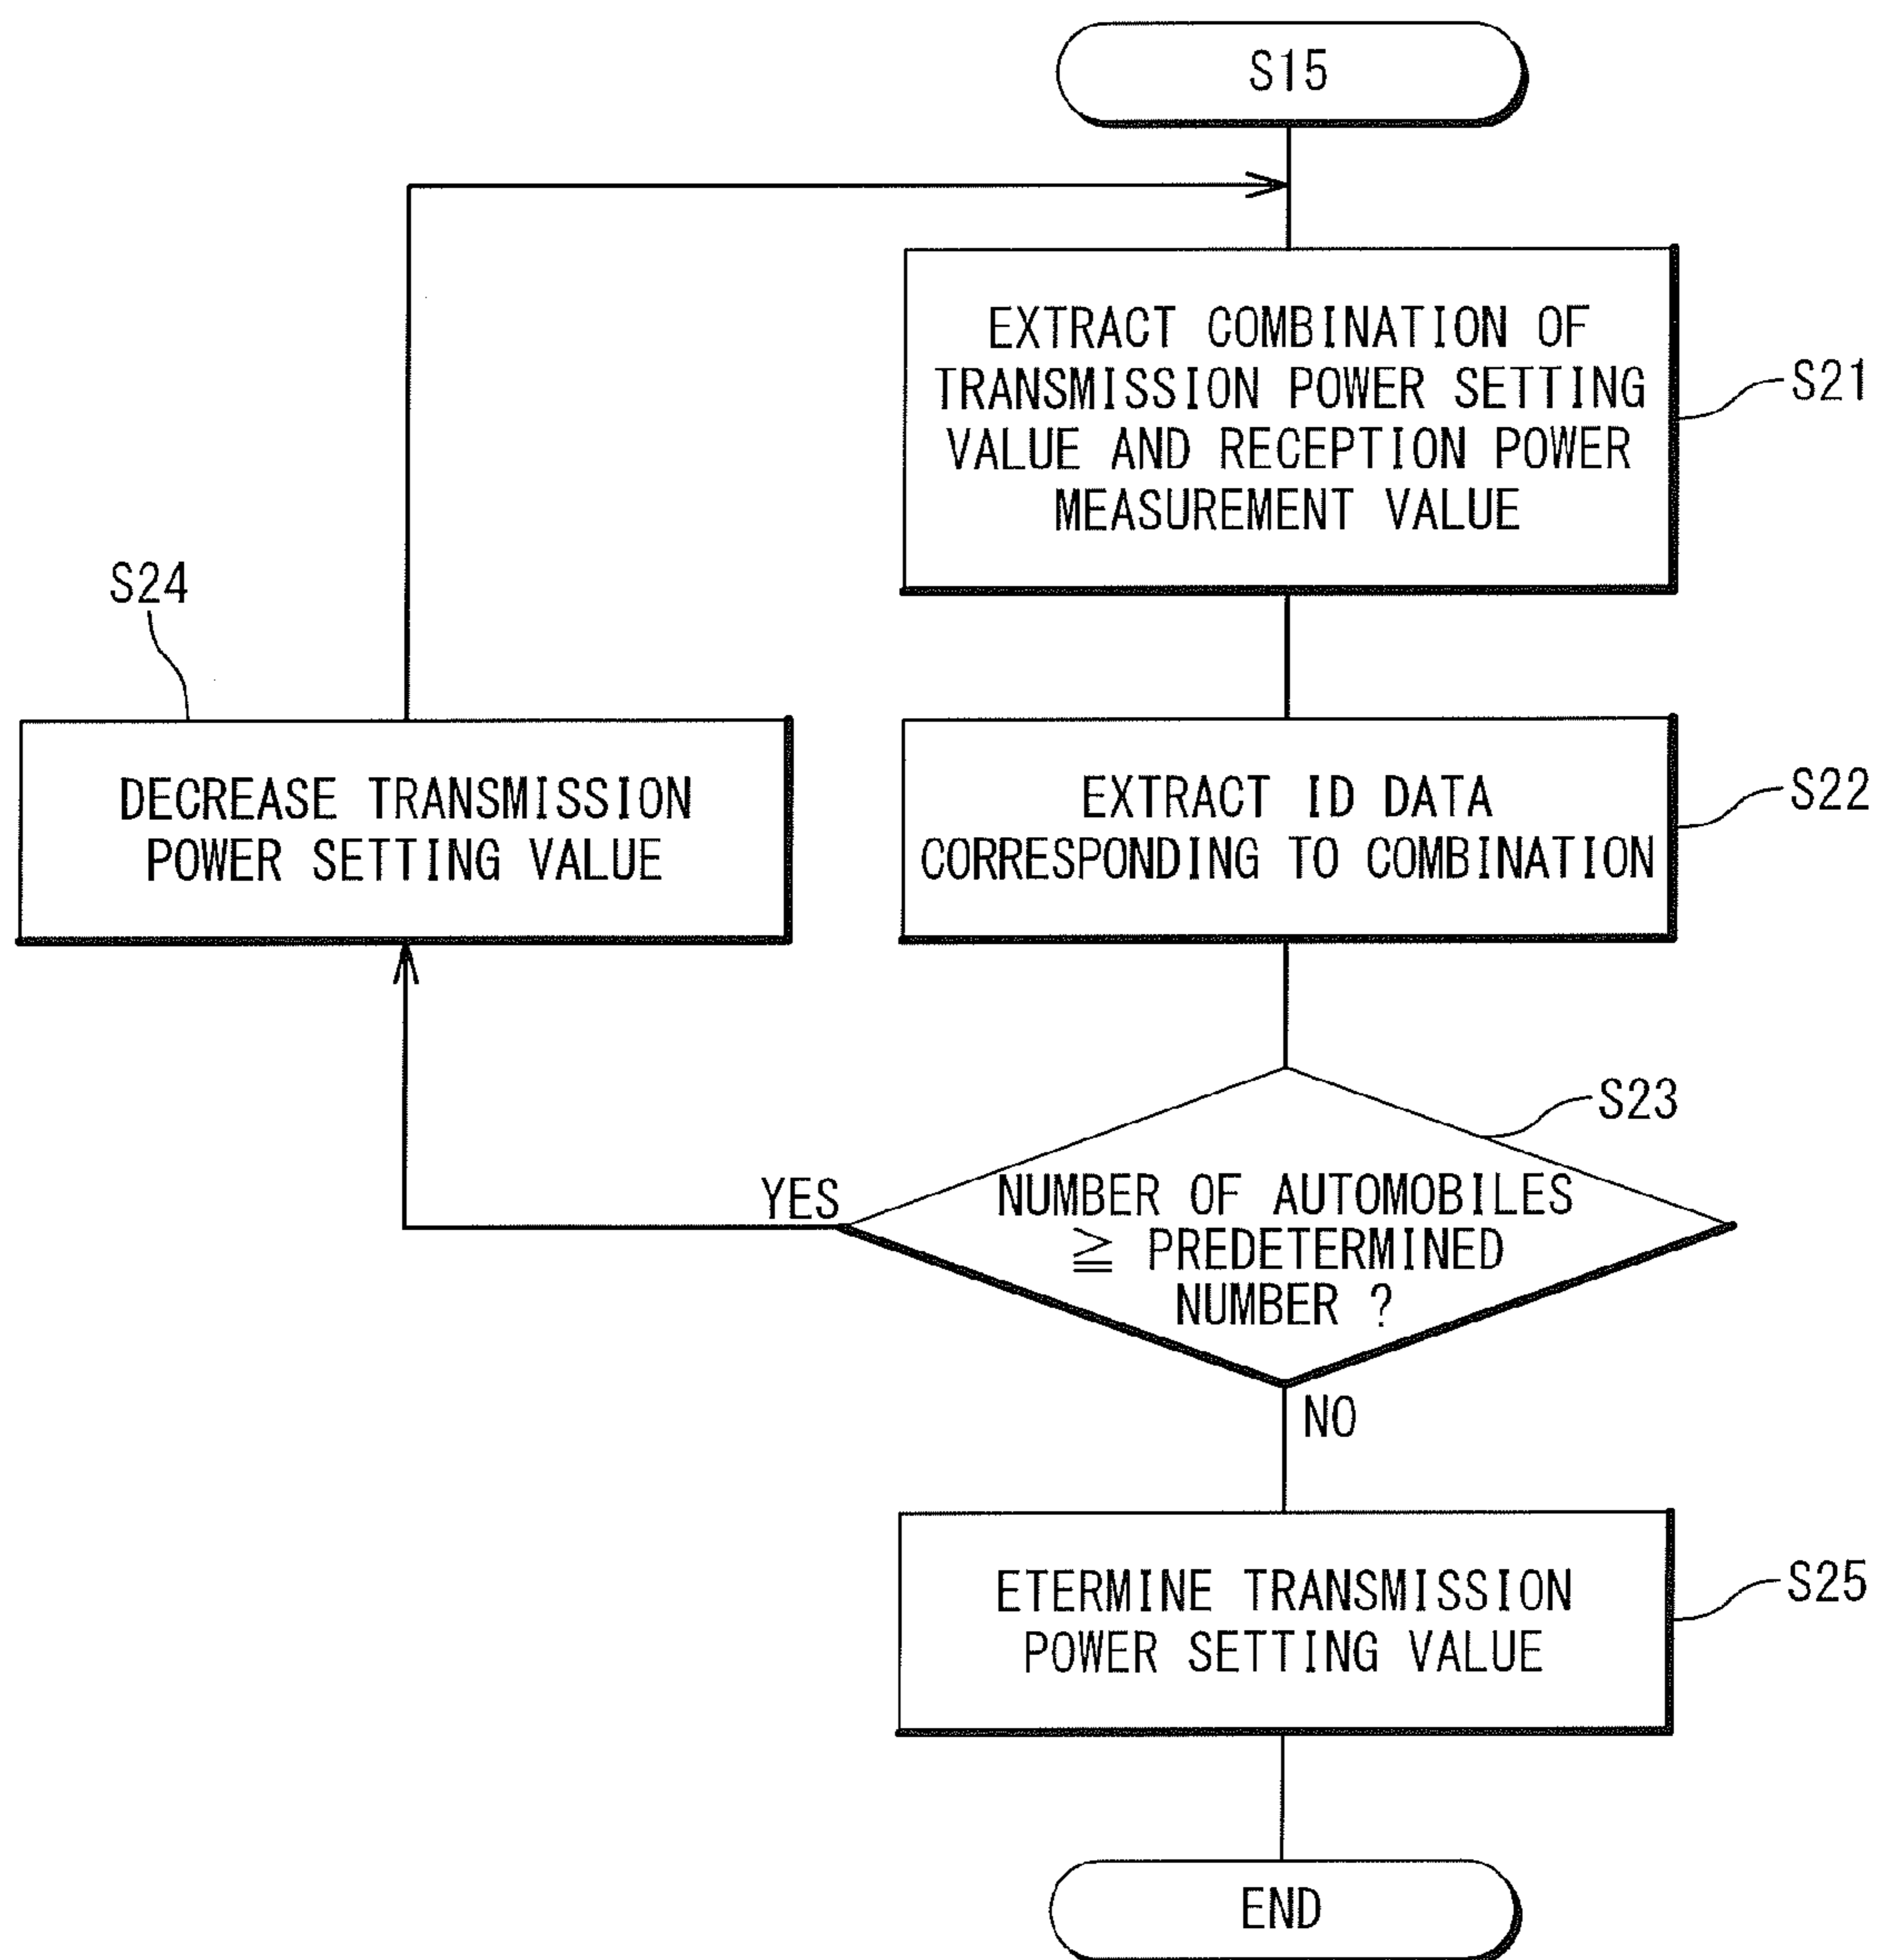 S15
EXTRACT COMBINATION OF
TRANSMISSION POWER SETTING
VALUE AND RECEPTION POWER
MEASUREMENT VALUE
S21
S24
DECREASE TRANSMISSION
POWER SETTING VALUE
EXTRACT ID DATA
CORRESPONDING TO COMBINATION
S22
S23
YES
NUMBER OF AUTOMOBILES
≧ PREDETERMINED
NUMBER ?
NO
ETERMINE TRANSMISSION
POWER SETTING VALUE
S25
END